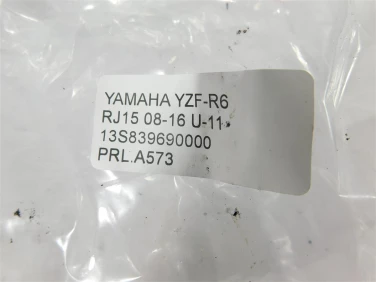 YAMAHA YZF-R6
RJ15 08-16 U-11-
13S839690000
PRL.A573